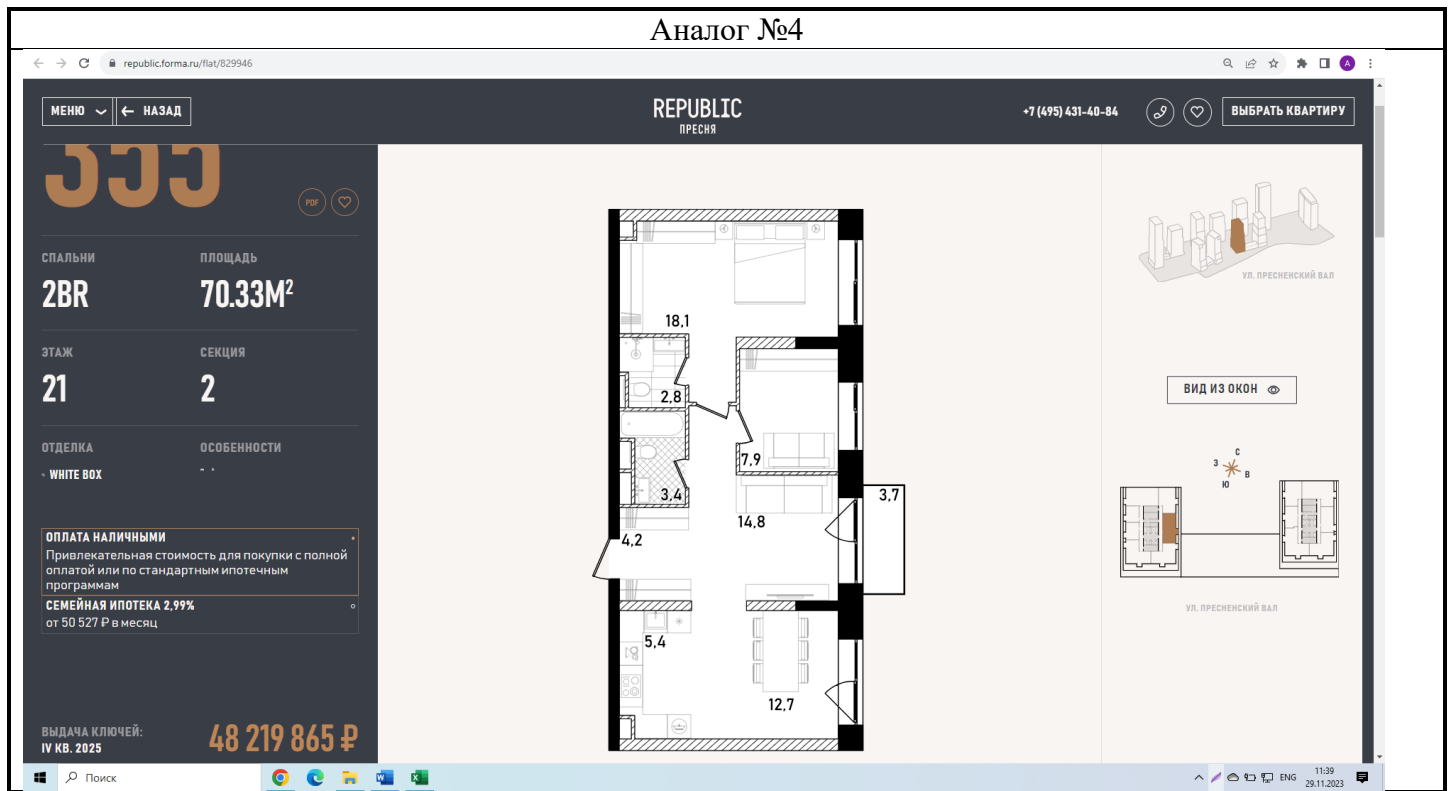 Аналог №4
republic.forma.ru/flat/829946
A
МЕНЮ
НАЗАД
REPUBLIC
ПРЕСНЯ
+7 (495) 431-40-84
ВЫБРАТЬ КВАРТИРУ
355
PDF
СПАЛЬНИ
ПЛОЩАДЬ
2BR
70.33М²
ЭТАЖ
СЕКЦИЯ
21
2
ОТДЕЛКА
ОСОБЕННОСТИ
WHITE BOX
ОПЛАТА НАЛИЧНЫМИ
Привлекательная стоимость для покупки с полной
оплатой или по стандартным ипотечным
программам
СЕМЕЙНАЯ ИПОТЕКА 2,99%
от 50 527 ₽ в месяц
ВЫДАЧА КЛЮЧЕЙ:
IV КВ. 2025
48 219 865 ₽
18,1
2,8
7,9
3,4
3,7
14,8
4,2
5,4
12,7
УЛ. ПРЕСНЕНСКИЙ ВАЛ
ВИД ИЗ ОКОН
С
З
В
Ю
УЛ. ПРЕСНЕНСКИЙ ВАЛ
Поиск
ENG
11:39
29.11.2023